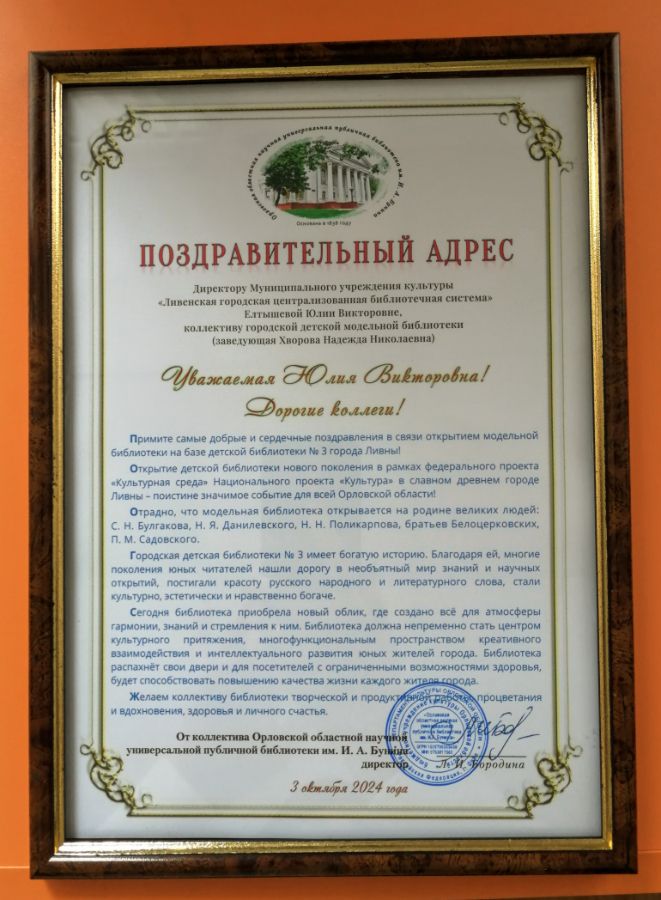 Орловская областная научная универсальная публичная библиотека им. И. А. Бунина
Основана в 1838 году
ПОЗДРАВИТЕЛЬНЫЙ АДРЕС
Директору Муниципального учреждения культуры
«Ливенская городская централизованная библиотечная система»
Елтышевой Юлии Викторовне,
коллективу городской детской модельной библиотеки
(заведующая Хворова Надежда Николаевна)
Уважаемая Юлия Викторовна!
Дорогие коллеги!
Примите самые добрые и сердечные поздравления в связи открытием модельной
библиотеки на базе детской библиотеки № 3 города Ливны!
Открытие детской библиотеки нового поколения в рамках федерального проекта
«Культурная среда» Национального проекта «Культура» в славном древнем городе
Ливны – поистине значимое событие для всей Орловской области!
Отрадно, что модельная библиотека открывается на родине великих людей:
С. Н. Булгакова, Н. Я. Данилевского, Н. Н. Поликарпова, братьев Белоцерковских,
П. М. Садовского.
Городская детская библиотеки № 3 имеет богатую историю. Благодаря ей, многие
поколения юных читателей нашли дорогу в необъятный мир знаний и научных
открытий, постигали красоту русского народного и литературного слова, стали
культурно, эстетически и нравственно богаче.
Сегодня библиотека приобрела новый облик, где создано всё для атмосферы
гармонии, знаний и стремления к ним. Библиотека должна непременно стать центром
культурного притяжения, многофункциональным пространством креативного
взаимодействия и интеллектуального развития юных жителей города. Библиотека
распахнёт свои двери и для посетителей с ограниченными возможностями здоровья,
будет способствовать повышению качества жизни каждого жителя города.
Желаем коллективу библиотеки творческой и продуктивной работы, процветания
и вдохновения, здоровья и личного счастья.
От коллектива Орловской областной научной
универсальной публичной библиотеки им. И. А. Бунина
директор Л. И. Бородина
3 октября 2024 года